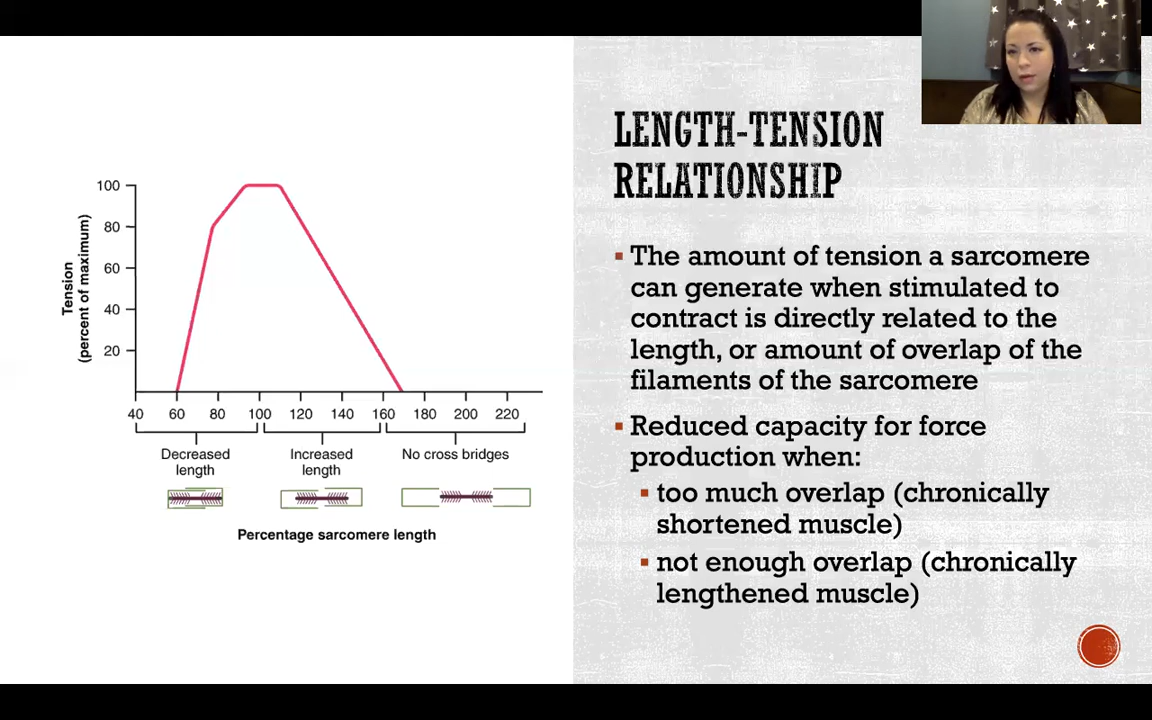 LENGTH-TENSION
RELATIONSHIP
▪ The amount of tension a sarcomere
can generate when stimulated to
contract is directly related to the
length, or amount of overlap of the
filaments of the sarcomere
▪ Reduced capacity for force
production when:
▪ too much overlap (chronically
shortened muscle)
▪ not enough overlap (chronically
lengthened muscle)
Tension
(percent of maximum)
100
80
60
40
20
40 60 80 100 120 140 160 180 200 220
Decreased
length
Increased
length
No cross bridges
Percentage sarcomere length